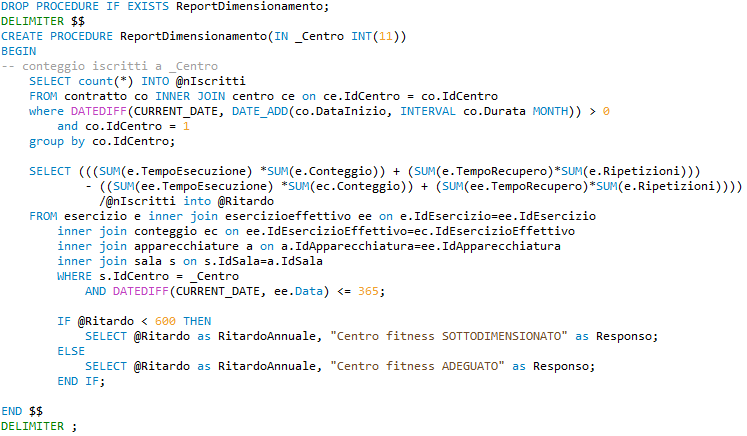 DROP PROCEDURE IF EXISTS ReportDimensionamento;
DELIMITER $$
CREATE PROCEDURE ReportDimensionamento(IN _Centro INT(11))
BEGIN
-- conteggio iscritti a _Centro
SELECT count(*) INTO @nIscritti
FROM contratto co INNER JOIN centro ce on ce.IdCentro = co.IdCentro
where DATEDIFF(CURRENT_DATE, DATE_ADD(co.DataInizio, INTERVAL co.Durata MONTH)) > 0
and co.IdCentro = 1
group by co.IdCentro;
SELECT (((SUM(e.TempoEsecuzione) *SUM(e.Conteggio)) + (SUM(e.TempoRecupero)*SUM(e.Ripetizioni)))
- ((SUM(ee.TempoEsecuzione) *SUM(ec.Conteggio)) + (SUM(ee.TempoRecupero)*SUM(e.Ripetizioni))))
/@nIscritti into @Ritardo
FROM esercizio e inner join esercizioeffettivo ee on e.IdEsercizio=ee.IdEsercizio
inner join conteggio ec on ee.IdEsercizioEffettivo=ec.IdEsercizioEffettivo
inner join apparecchiature a on a.IdApparecchiatura=ee.IdApparecchiatura
inner join sala s on s.IdSala=a.IdSala
WHERE s.IdCentro = _Centro
AND DATEDIFF(CURRENT_DATE, ee.Data) <= 365;
IF @Ritardo < 600 THEN
SELECT @Ritardo as RitardoAnnuale, "Centro fitness SOTTODIMENSIONATO" as Responso;
ELSE
SELECT @Ritardo as RitardoAnnuale, "Centro fitness ADEGUATO" as Responso;
END IF;
END $$
DELIMITER ;